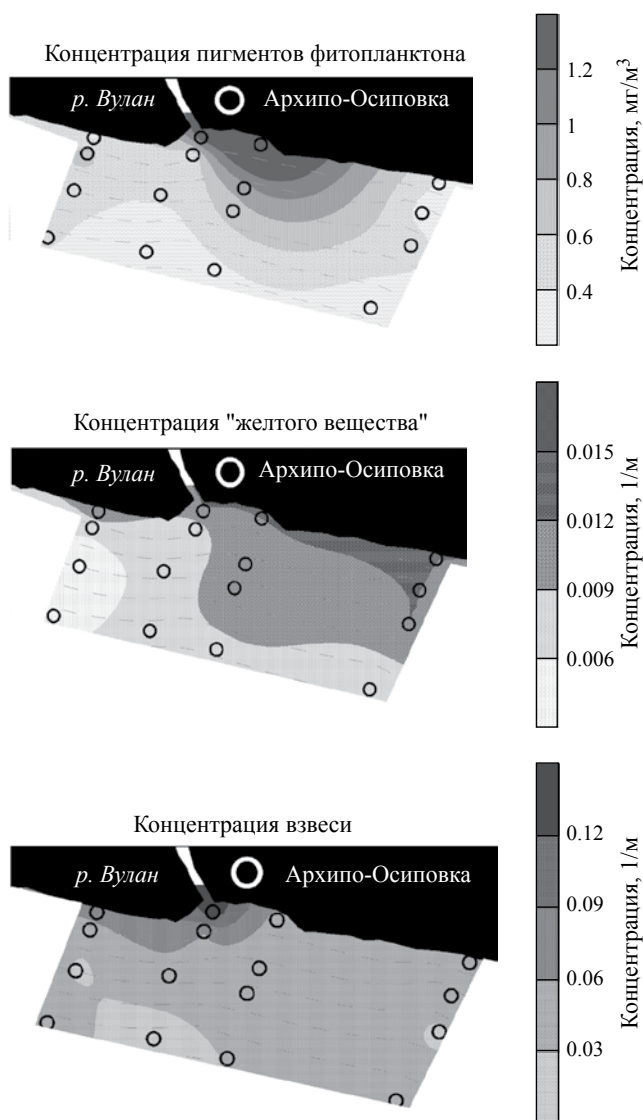 Концентрация пигментов фитопланктона
р. Вулан Архипо-Осиповка
1.2
1
0.8
0.6
0.4
Концентрация, мг/м³
Концентрация "желтого вещества"
р. Вулан Архипо-Осиповка
0.015
0.012
0.009
0.006
Концентрация, 1/м
Концентрация взвеси
р. Вулан Архипо-Осиповка
0.12
0.09
0.06
0.03
Концентрация, 1/м